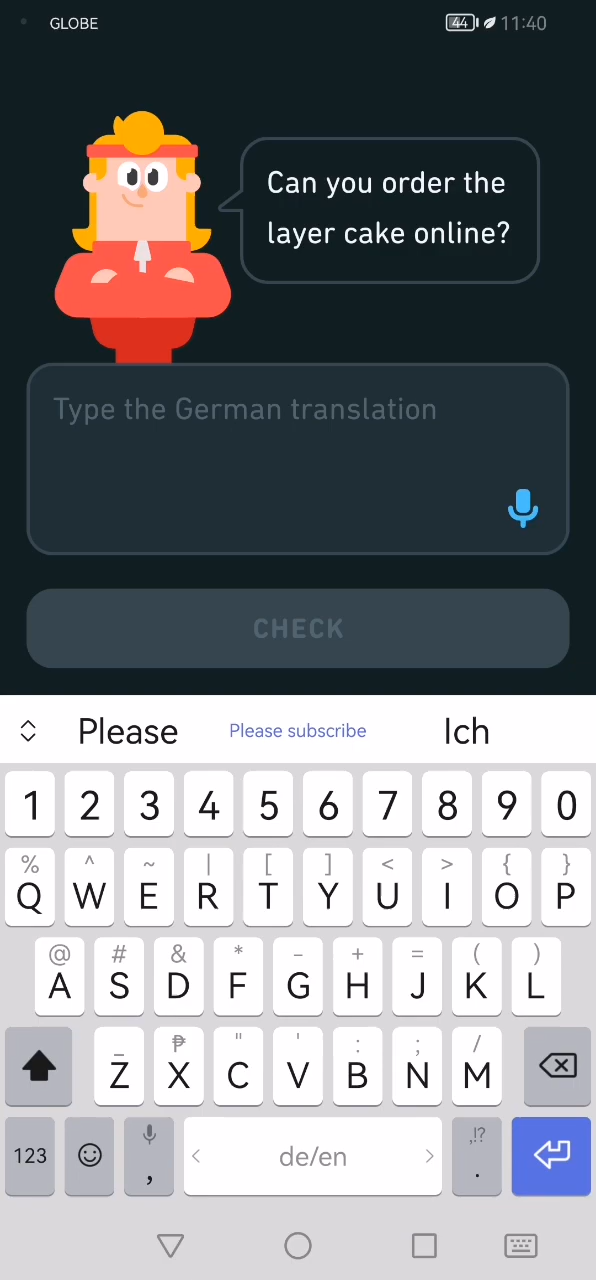 GLOBE 44 11:40
Can you order the
layer cake online?
Type the German translation
CHECK
Please Please subscribe Ich
1 2 3 4 5 6 7 8 9 0
% ^ ~ | [ ] < > { }
Q W E R T Y U I O P
@ # & * - + = ( )
A S D F G H J K L
_ ₱ " ' : ; /
Z X C V B N M
123 , < de/en > ,!? .